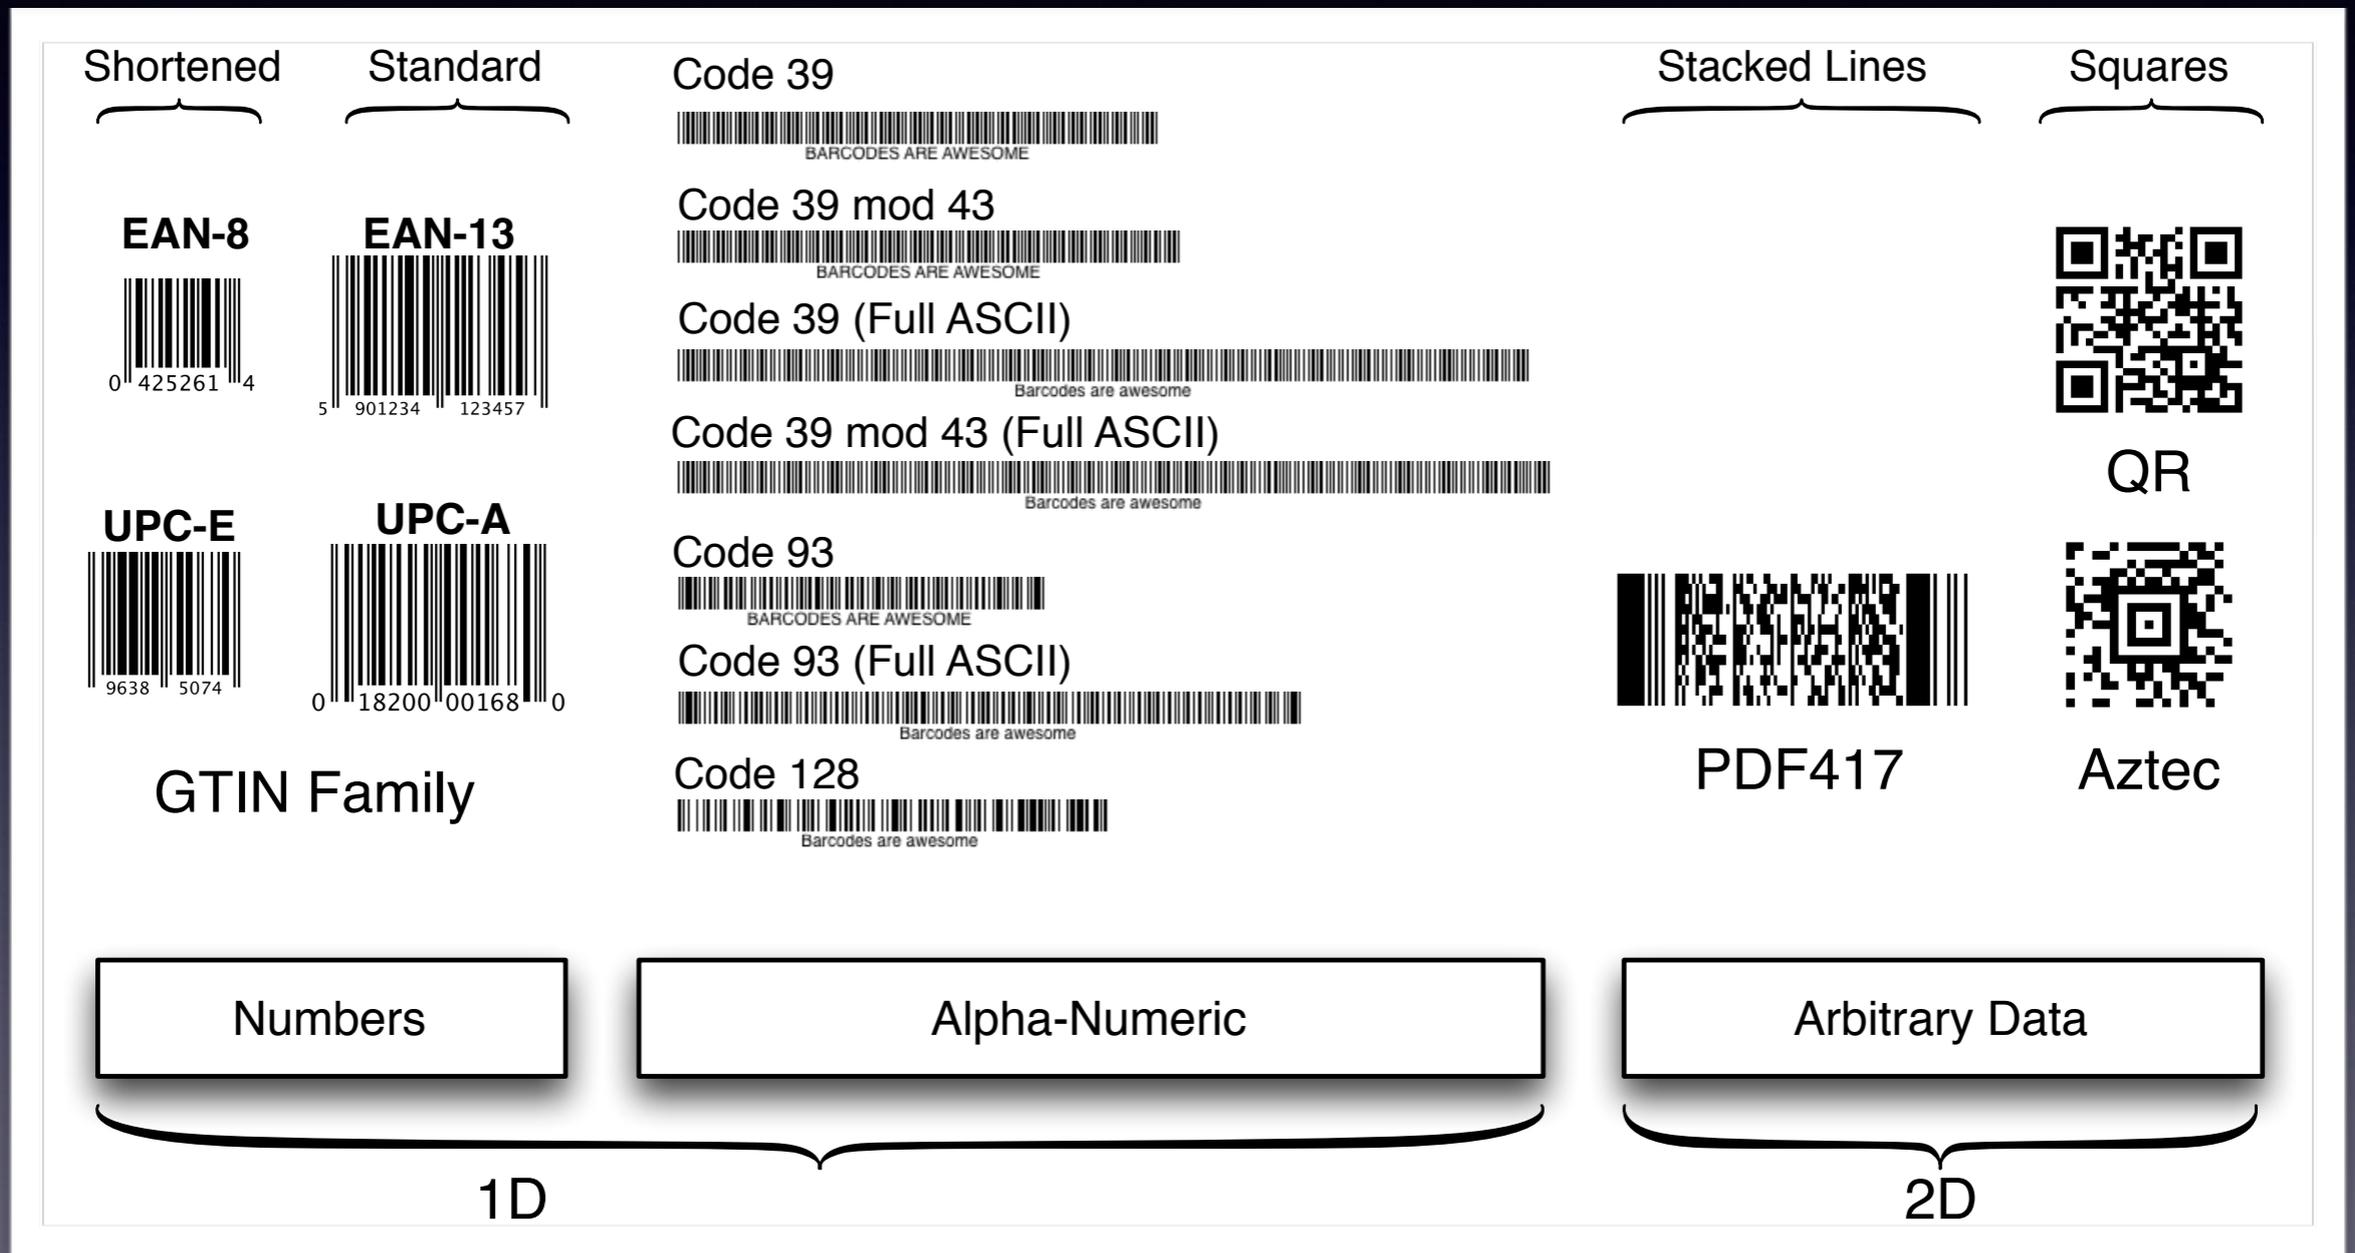 Shortened
Standard
EAN-8
0 425261 4
EAN-13
5 901234 123457
UPC-E
9638 5074
UPC-A
0 18200 00168 0
GTIN Family
Code 39
BARCODES ARE AWESOME
Code 39 mod 43
BARCODES ARE AWESOME
Code 39 (Full ASCII)
Barcodes are awesome
Code 39 mod 43 (Full ASCII)
Barcodes are awesome
Code 93
BARCODES ARE AWESOME
Code 93 (Full ASCII)
Barcodes are awesome
Code 128
Barcodes are awesome
Stacked Lines
Squares
QR
PDF417
Aztec
Numbers
Alpha-Numeric
Arbitrary Data
1D
2D